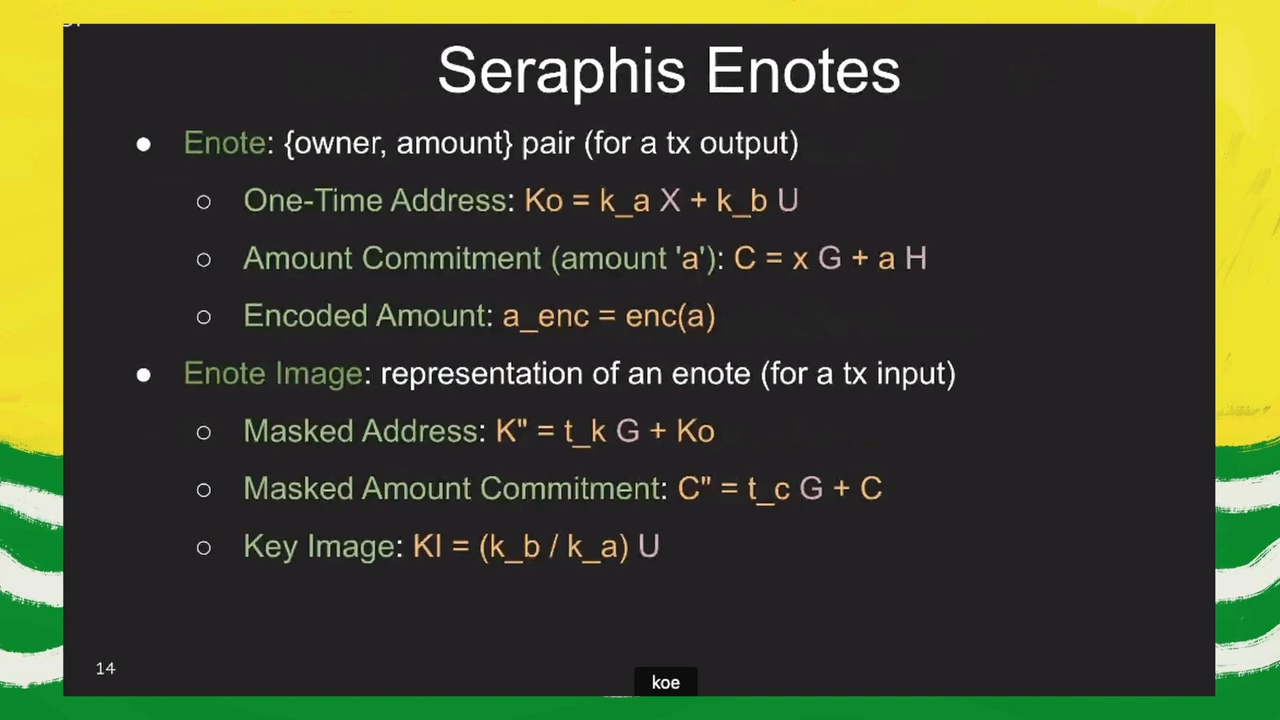 Seraphis Enotes
● Enote: {owner, amount} pair (for a tx output)
○ One-Time Address: Ko = k_a X + k_b U
○ Amount Commitment (amount 'a'): C = x G + a H
○ Encoded Amount: a_enc = enc(a)
● Enote Image: representation of an enote (for a tx input)
○ Masked Address: K" = t_k G + Ko
○ Masked Amount Commitment: C" = t_c G + C
○ Key Image: KI = (k_b / k_a) U
14
koe